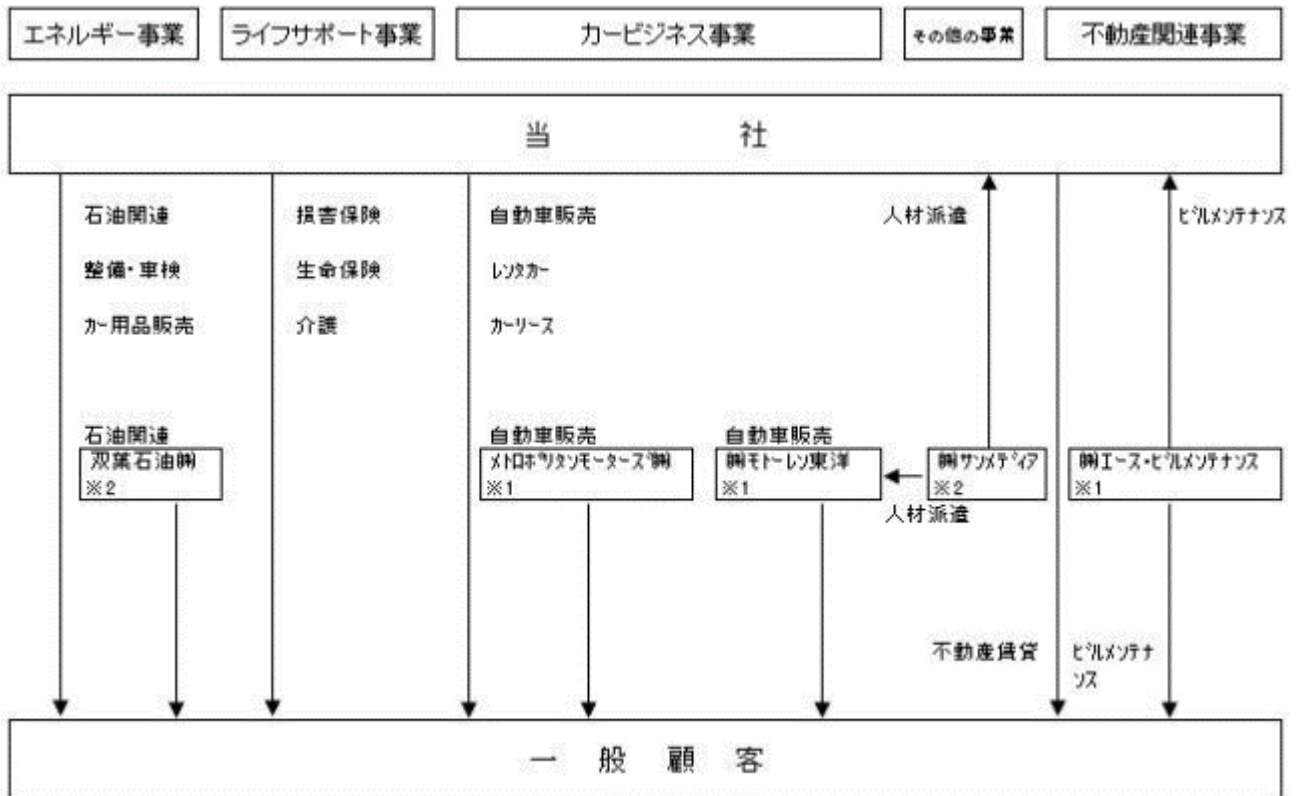 エネルギー事業
ライフサポート事業
カービジネス事業
その他の事業
不動産関連事業
当社
石油関連
損害保険
自動車販売
人材派遣
ﾋﾞﾙﾒﾝﾃﾅﾝｽ
整備・車検
生命保険
ﾚﾝﾀｶｰ
ｶｰ用品販売
介護
ｶｰﾘｰｽ
石油関連
自動車販売
自動車販売
双葉石油㈱
※2
ﾒﾄﾛﾎﾟﾘﾀﾝﾓｰﾀｰｽﾞ㈱
※1
㈱ﾓﾄｰﾚﾝ東洋
※1
㈱ｻﾝﾒﾃﾞｨｱ
※2
㈱ｴｰｽ・ﾋﾞﾙﾒﾝﾃﾅﾝｽ
※1
人材派遣
不動産賃貸
ﾋﾞﾙﾒﾝﾃﾅ
ﾝｽ
一般顧客